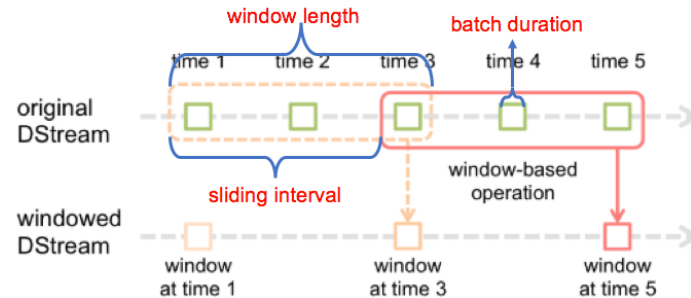 window length
batch duration
time 1 time 2 time 3 time 4 time 5
original
DStream
sliding interval
window-based
operation
windowed
DStream
window
at time 1
window
at time 3
window
at time 5